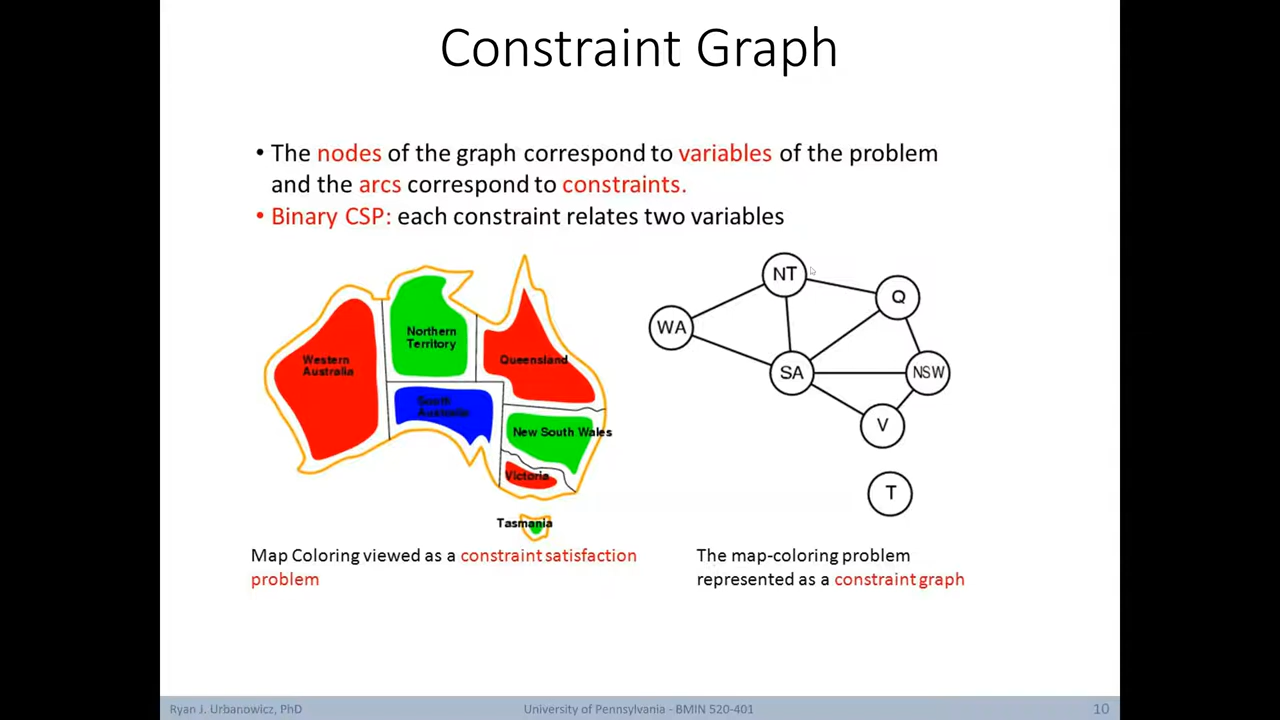 Constraint Graph
• The nodes of the graph correspond to variables of the problem
and the arcs correspond to constraints.
• Binary CSP: each constraint relates two variables
Western
Australia
Northern
Territory
Queensland
South
Australia
New South Wales
Victoria
Tasmania
NT
Q
WA
SA
NSW
V
T
Map Coloring viewed as a constraint satisfaction
problem
The map-coloring problem
represented as a constraint graph
Ryan J. Urbanowicz, PhD
University of Pennsylvania - BMIN 520-401
10